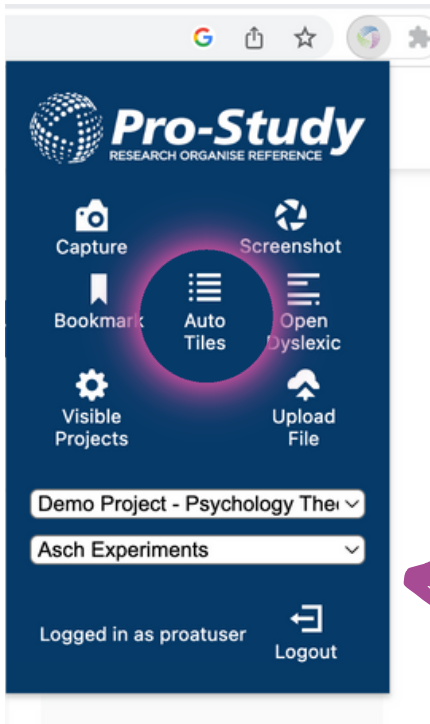 Pro-Study
RESEARCH ORGANISE REFERENCE
Capture
Screenshot
Bookmark
Auto
Tiles
Open
Dyslexic
Visible
Projects
Upload
File
Demo Project - Psychology The
Asch Experiments
Logged in as proatuser
Logout